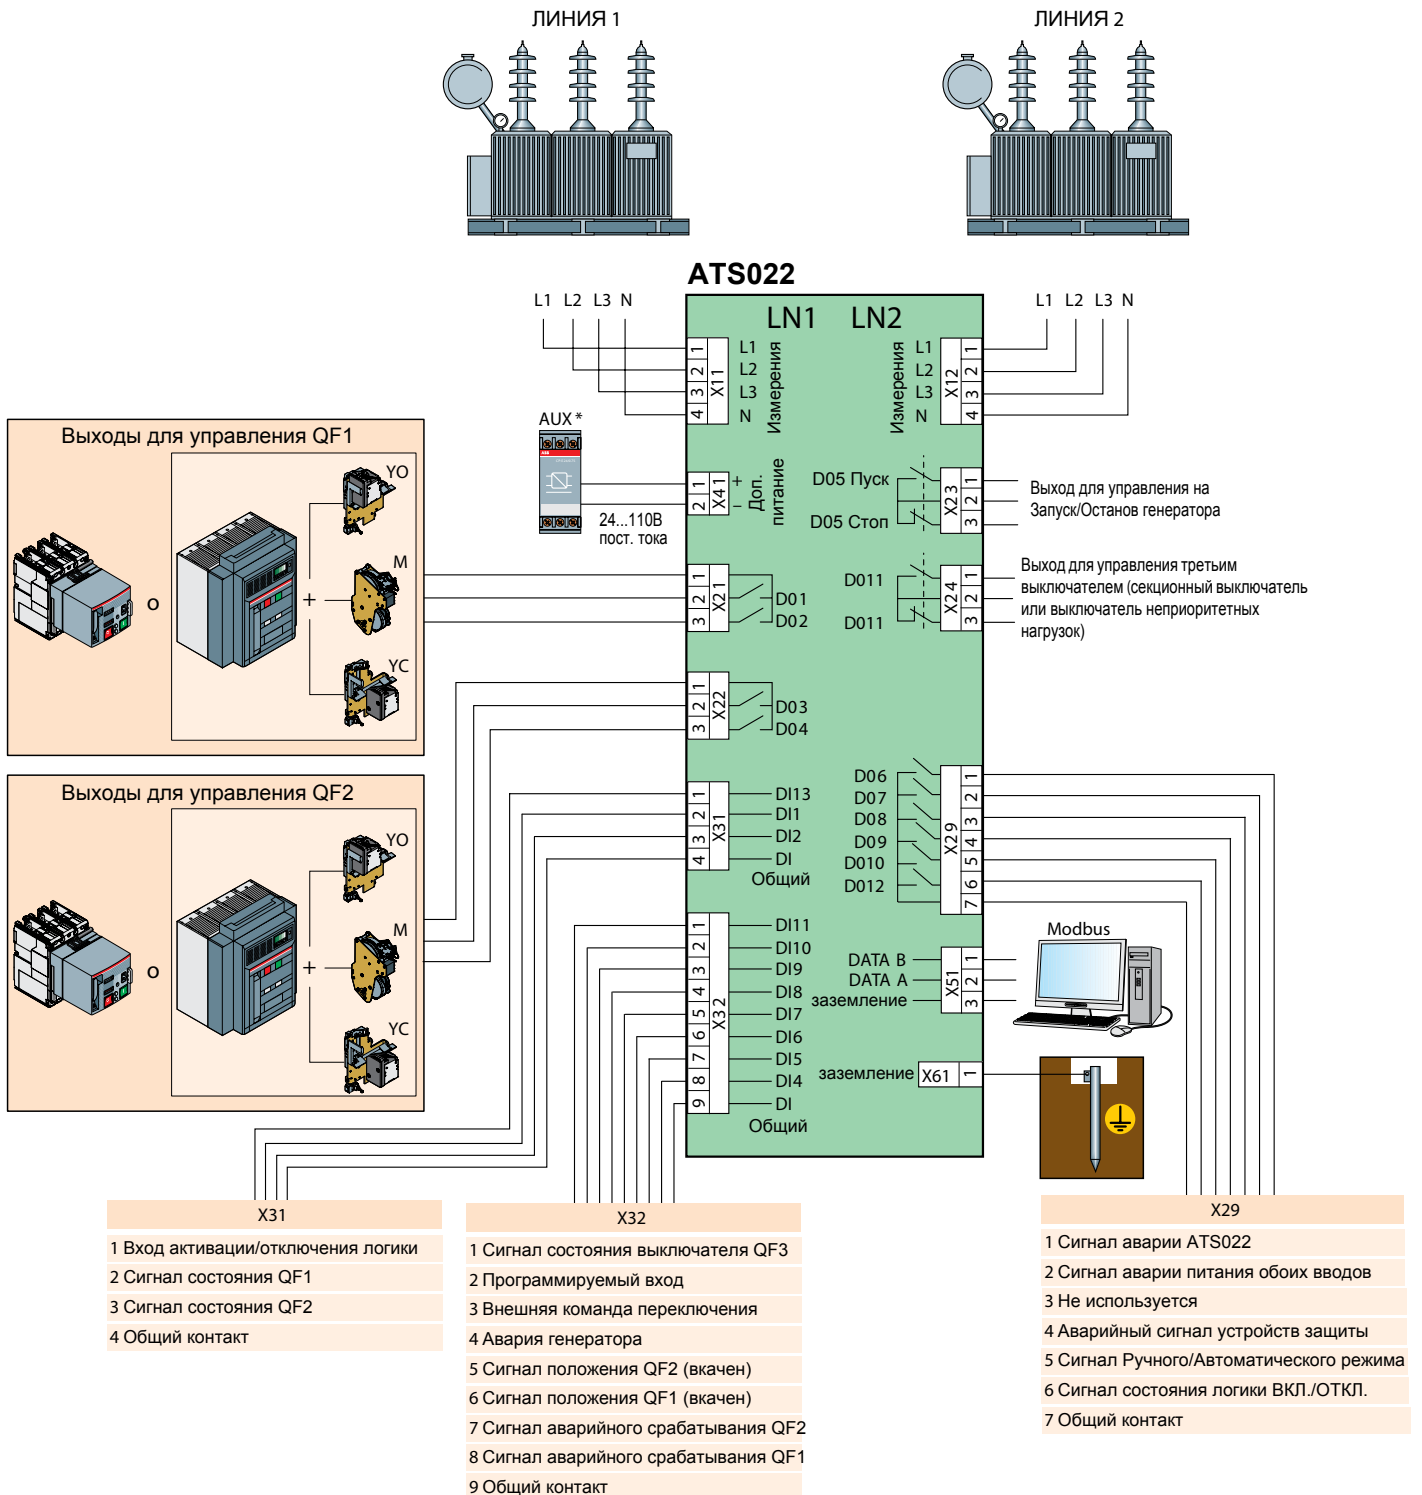 ЛИНИЯ 1
ЛИНИЯ 2
ATS022
L1 L2 L3 N
L1 L2 L3 N
LN1 LN2
1
2
3
4
X11
L1
L2
L3
N
Измерения
Измерения
L1
L2
L3
N
X12
1
2
3
4
AUX *
ABB
24...110В
пост. тока
1
2
X41
+
–
Доп.
питание
D05 Пуск
D05 Стоп
X23
1
2
3
Выход для управления на
Запуск/Останов генератора
D011
D011
X24
1
2
3
Выход для управления третьим
выключателем (секционный выключатель
или выключатель неприоритетных
нагрузок)
Выходы для управления QF1
о
+
YO
M
YC
1
2
3
X21
D01
D02
1
2
3
X22
D03
D04
Выходы для управления QF2
о
+
YO
M
YC
1
2
3
4
X31
DI13
DI1
DI2
DI
Общий
D06
D07
D08
D09
D010
D012
X29
1
2
3
4
5
6
7
1
2
3
4
5
6
7
8
9
X32
DI11
DI10
DI9
DI8
DI7
DI6
DI5
DI4
DI
Общий
DATA B
DATA A
заземление
X51
1
2
3
Modbus
заземление
X61
1
X31
1 Вход активации/отключения логики
2 Сигнал состояния QF1
3 Сигнал состояния QF2
4 Общий контакт
X32
1 Сигнал состояния выключателя QF3
2 Программируемый вход
3 Внешняя команда переключения
4 Авария генератора
5 Сигнал положения QF2 (вкачен)
6 Сигнал положения QF1 (вкачен)
7 Сигнал аварийного срабатывания QF2
8 Сигнал аварийного срабатывания QF1
9 Общий контакт
X29
1 Сигнал аварии ATS022
2 Сигнал аварии питания обоих вводов
3 Не используется
4 Аварийный сигнал устройств защиты
5 Сигнал Ручного/Автоматического режима
6 Сигнал состояния логики ВКЛ./ОТКЛ.
7 Общий контакт